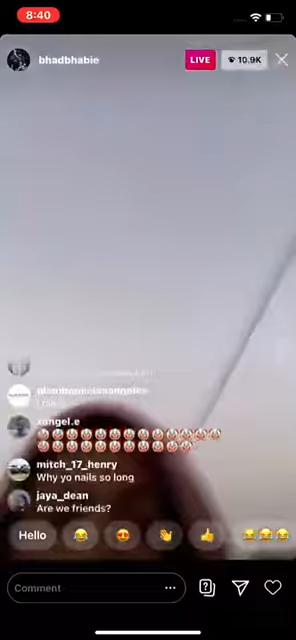 8:40
bhadbhabie
LIVE
10.9K
xangel.e
🤡🤡🤡🤡🤡🤡🤡🤡🤡🤡🤡🤡🤡
🤡🤡🤡🤡🤡🤡🤡🤡🤡🤡🤡
mitch_17_henry
Why yo nails so long
jaya_dean
Are we friends?
Hello 😂 😍 👋 👍 😂😂😂
Comment